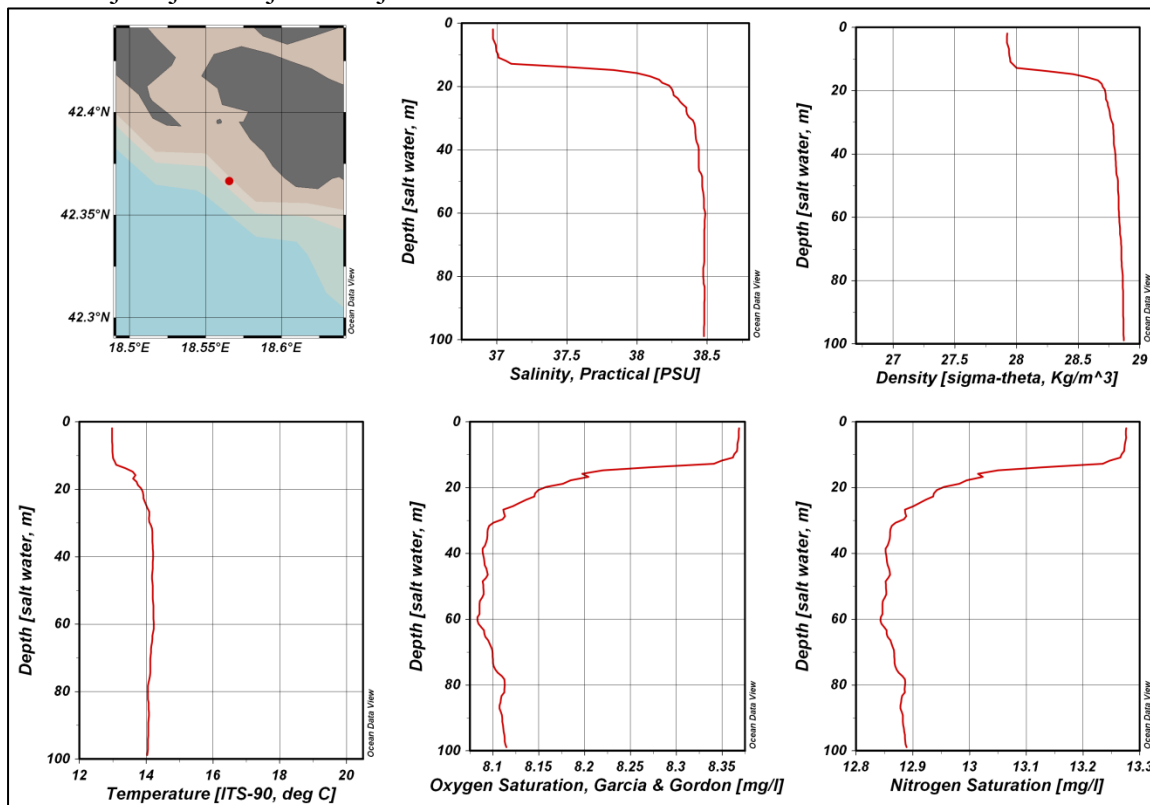 42.4°N
42.35°N
42.3°N
18.5°E 18.55°E 18.6°E
Ocean Data View
0
20
40
60
80
100
Depth [salt water, m]
37 37.5 38 38.5
Salinity, Practical [PSU]
Ocean Data View
0
20
40
60
80
100
Depth [salt water, m]
27 27.5 28 28.5 29
Density [sigma-theta, Kg/m^3]
Ocean Data View
0
20
40
60
80
100
Depth [salt water, m]
12 14 16 18 20
Temperature [ITS-90, deg C]
Ocean Data View
0
20
40
60
80
100
Depth [salt water, m]
8.1 8.15 8.2 8.25 8.3 8.35
Oxygen Saturation, Garcia & Gordon [mg/l]
Ocean Data View
0
20
40
60
80
100
Depth [salt water, m]
12.8 12.9 13 13.1 13.2 13.3
Nitrogen Saturation [mg/l]
Ocean Data View